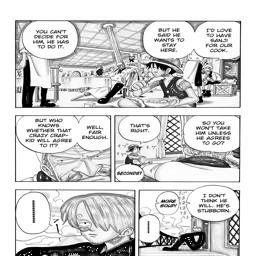 I'D LOVE TO
HAVE
SANJI FOR
OUR COOK.
BUT HE
SAID HE
WANTS TO
STAY
HERE.
YOU CAN'T
DECIDE FOR
HIM, HE HAS
TO DO IT.
SO YOU
WON'T TAKE
HIM UNLESS
HE AGREES
TO GO?
THAT'S
RIGHT.
SECONDS!
WELL,
FAIR
ENOUGH.
BUT WHO
KNOWS
WHETHER THAT
CRAZY CRAP-
KID WILL AGREE
TO IT?
I DON'T
THINK HE
WILL. HE'S
STUBBORN.
MORE
SOUP!